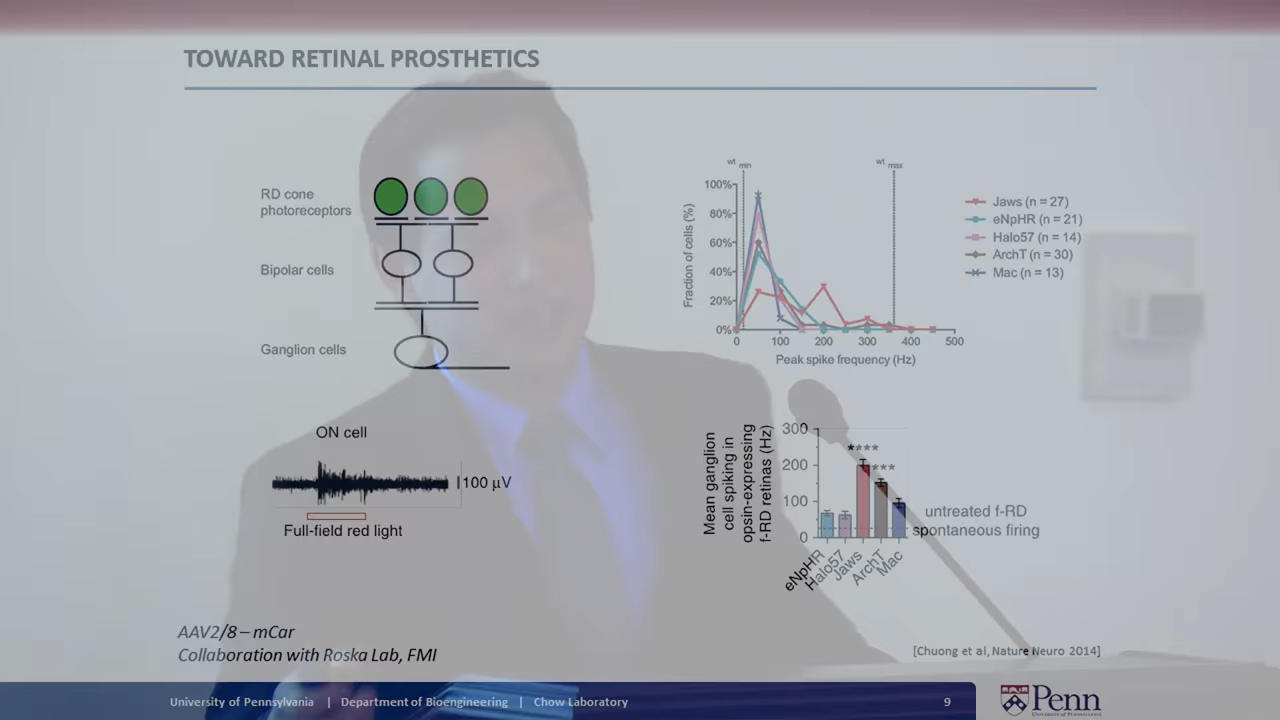 TOWARD RETINAL PROSTHETICS
RD cone
photoreceptors
Bipolar cells
Ganglion cells
ON cell
100 μV
Full-field red light
AAV2/8 – mCar
Collaboration with Roska Lab, FMI
wt min
wt max
Fraction of cells (%)
100%
80%
60%
40%
20%
0%
0 100 200 300 400 500
Peak spike frequency (Hz)
Jaws (n = 27)
eNpHR (n = 21)
Halo57 (n = 14)
ArchT (n = 30)
Mac (n = 13)
Mean ganglion
cell spiking in
opsin-expressing
f-RD retinas (Hz)
300
200
100
0
****
***
eNpHR
Halo57
Jaws
ArchT
Mac
untreated f-RD
spontaneous firing
[Chuong et al, Nature Neuro 2014]
University of Pennsylvania | Department of Bioengineering | Chow Laboratory
9
Penn
University of Pennsylvania